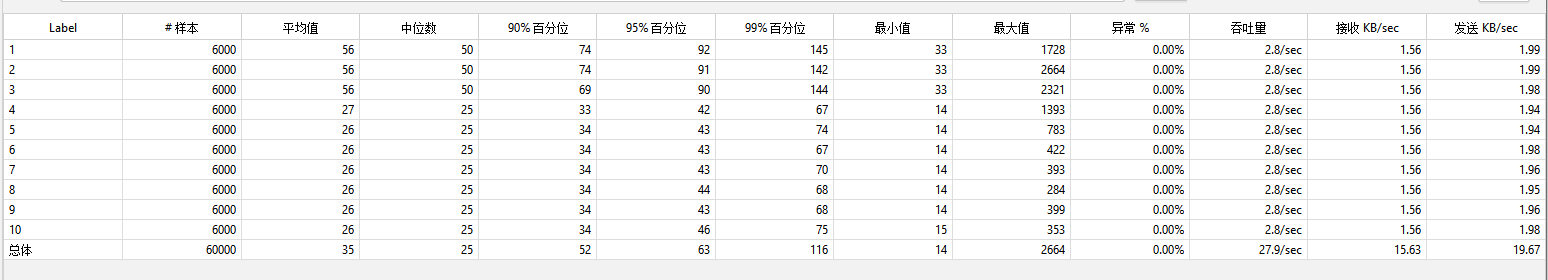 Label # 样本 平均值 中位数 90% 百分位 95% 百分位 99% 百分位 最小值 最大值 异常 % 吞吐量 接收 KB/sec 发送 KB/sec
1 6000 56 50 74 92 145 33 1728 0.00% 2.8/sec 1.56 1.99
2 6000 56 50 74 91 142 33 2664 0.00% 2.8/sec 1.56 1.99
3 6000 56 50 69 90 144 33 2321 0.00% 2.8/sec 1.56 1.98
4 6000 27 25 33 42 67 14 1393 0.00% 2.8/sec 1.56 1.94
5 6000 26 25 34 43 74 14 783 0.00% 2.8/sec 1.56 1.94
6 6000 26 25 34 43 67 14 422 0.00% 2.8/sec 1.56 1.98
7 6000 26 25 34 43 70 14 393 0.00% 2.8/sec 1.56 1.96
8 6000 26 25 34 44 68 14 284 0.00% 2.8/sec 1.56 1.95
9 6000 26 25 34 43 68 14 399 0.00% 2.8/sec 1.56 1.96
10 6000 26 25 34 46 75 15 353 0.00% 2.8/sec 1.56 1.98
总体 60000 35 25 52 63 116 14 2664 0.00% 27.9/sec 15.63 19.67